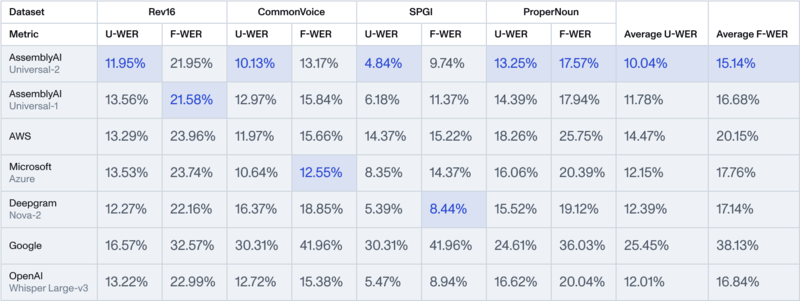 Dataset Rev16 CommonVoice SPGI ProperNoun
Metric U-WER F-WER U-WER F-WER U-WER F-WER U-WER F-WER Average U-WER Average F-WER
AssemblyAI
Universal-2 11.95% 21.95% 10.13% 13.17% 4.84% 9.74% 13.25% 17.57% 10.04% 15.14%
AssemblyAI
Universal-1 13.56% 21.58% 12.97% 15.84% 6.18% 11.37% 14.39% 17.94% 11.78% 16.68%
AWS 13.29% 23.96% 11.97% 15.66% 14.37% 15.22% 18.26% 25.75% 14.47% 20.15%
Microsoft
Azure 13.53% 23.74% 10.64% 12.55% 8.35% 14.37% 16.06% 20.39% 12.15% 17.76%
Deepgram
Nova-2 12.27% 22.16% 16.37% 18.85% 5.39% 8.44% 15.52% 19.12% 12.39% 17.14%
Google 16.57% 32.57% 30.31% 41.96% 30.31% 41.96% 24.61% 36.03% 25.45% 38.13%
OpenAI
Whisper Large-v3 13.22% 22.99% 12.72% 15.38% 5.47% 8.94% 16.62% 20.04% 12.01% 16.84%